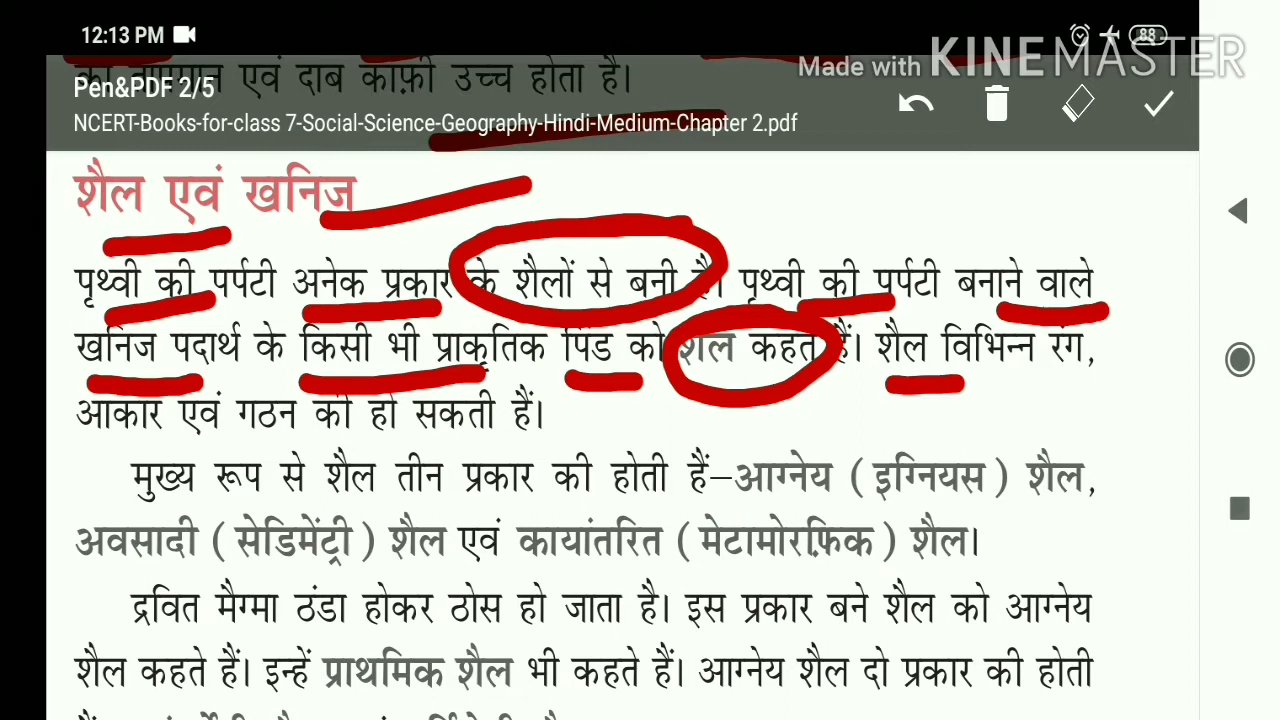 12:13 PM
88
Made with KINEMASTER
एवं दाब काफ़ी उच्च होता है।
Pen&PDF 2/5
NCERT-Books-for-class 7-Social-Science-Geography-Hindi-Medium-Chapter 2.pdf
शैल एवं खनिज
पृथ्वी की पर्पटी अनेक प्रकार के शैलों से बनी है। पृथ्वी की पर्पटी बनाने वाले
खनिज पदार्थ के किसी भी प्राकृतिक पिंड को शैल कहते हैं। शैल विभिन्न रंग,
आकार एवं गठन की हो सकती हैं।
मुख्य रूप से शैल तीन प्रकार की होती हैं–आग्नेय (इग्नियस) शैल,
अवसादी (सेडिमेंट्री) शैल एवं कायांतरित (मेटामोरफ़िक) शैल।
द्रवित मैग्मा ठंडा होकर ठोस हो जाता है। इस प्रकार बने शैल को आग्नेय
शैल कहते हैं। इन्हें प्राथमिक शैल भी कहते हैं। आग्नेय शैल दो प्रकार की होती